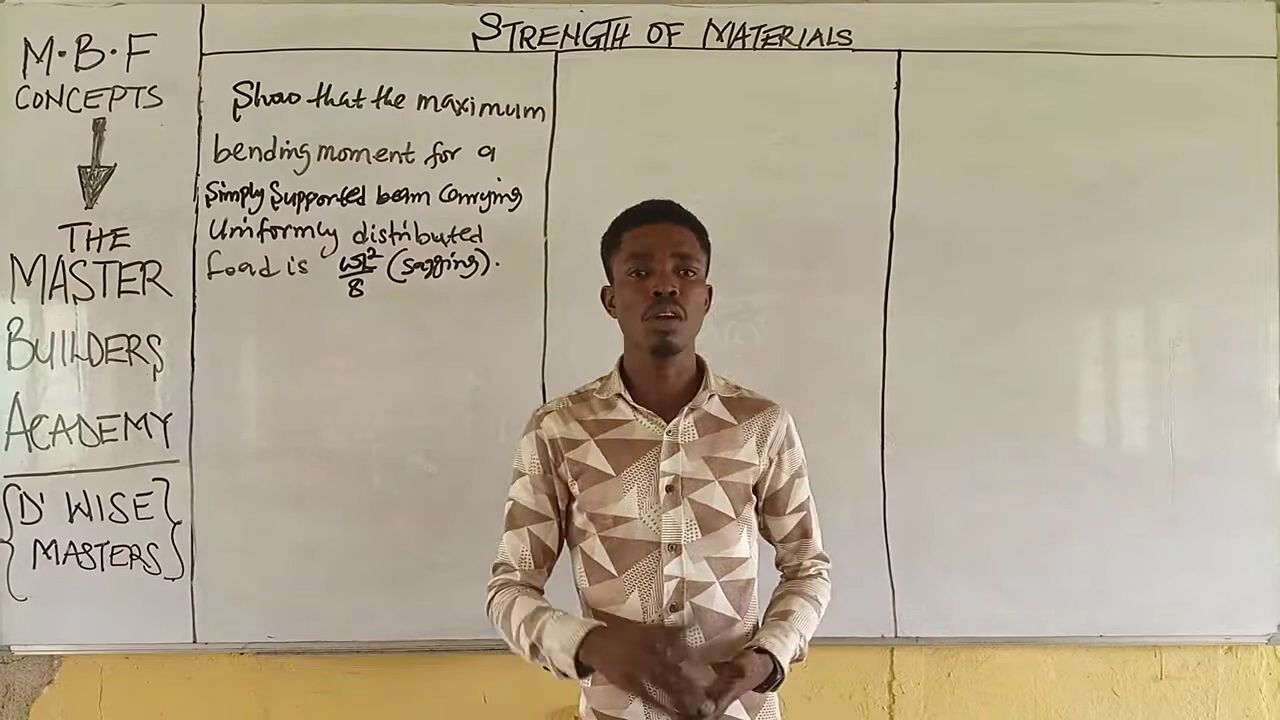 M.B.F
CONCEPTS
THE
MASTER
BUILDERS
ACADEMY
{D' WISE}
{MASTERS}
STRENGTH OF MATERIALS
Show that the maximum
bending moment for a
Simply Supported beam Carrying
Uniformly distributed
load is wl²/8 (sagging).